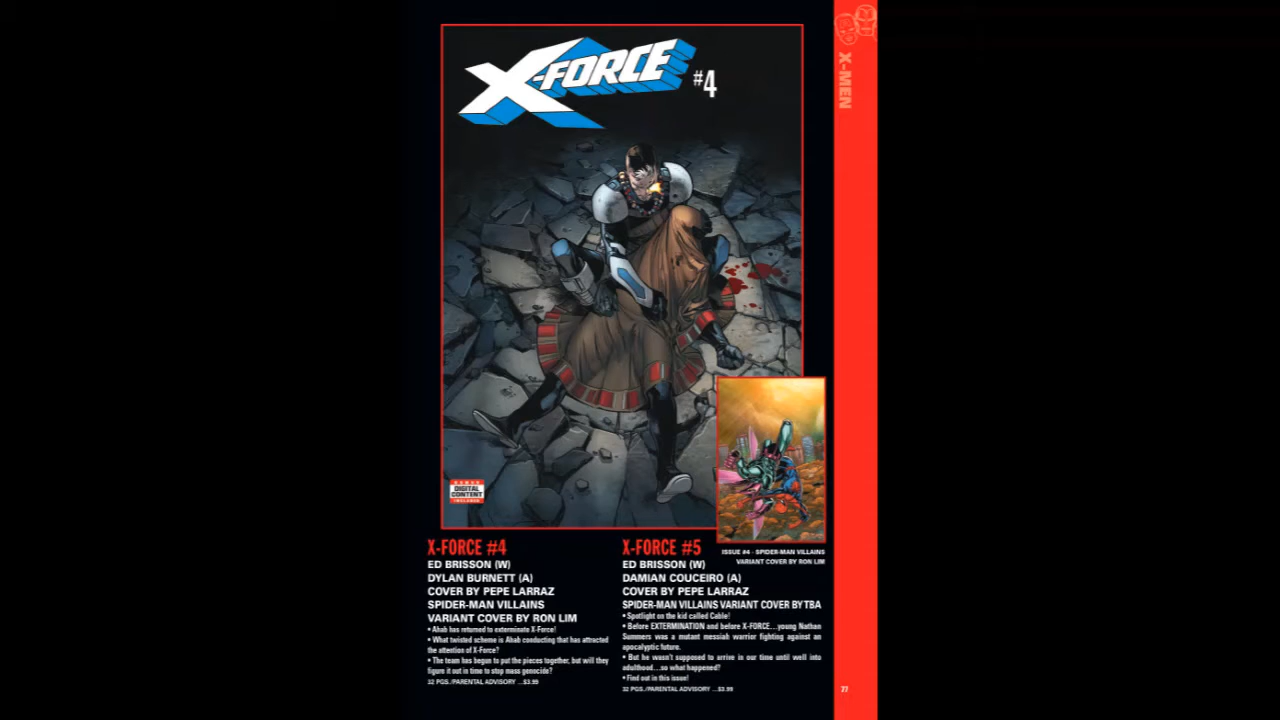 X-FORCE #4
X-MEN
BONUS
DIGITAL
CONTENT
INCLUDED
X-FORCE #4
ED BRISSON (W)
DYLAN BURNETT (A)
COVER BY PEPE LARRAZ
SPIDER-MAN VILLAINS
VARIANT COVER BY RON LIM
• Ahab has returned to exterminate X-Force!
• What twisted scheme is Ahab conducting that has attracted
the attention of X-Force?
• The team has begun to put the pieces together, but will they
figure it out is time to stop mass genocide?
32 PGS./PARENTAL ADVISORY ...$3.99
ISSUE #4 - SPIDER-MAN VILLAINS
VARIANT COVER BY RON LIM
X-FORCE #5
ED BRISSON (W)
DAMIAN COUCEIRO (A)
COVER BY PEPE LARRAZ
SPIDER-MAN VILLAINS VARIANT COVER BY TBA
• Spotlight on the kid called Cable!
• Before EXTERMINATION and before X-FORCE...young Nathan
Summers was a mutant messiah warrior fighting against an
apocalyptic future.
• But he wasn't supposed to arrive in our time until well into
adulthood...so what happened?
• Find out in this issue!
32 PGS./PARENTAL ADVISORY ...$3.99
77